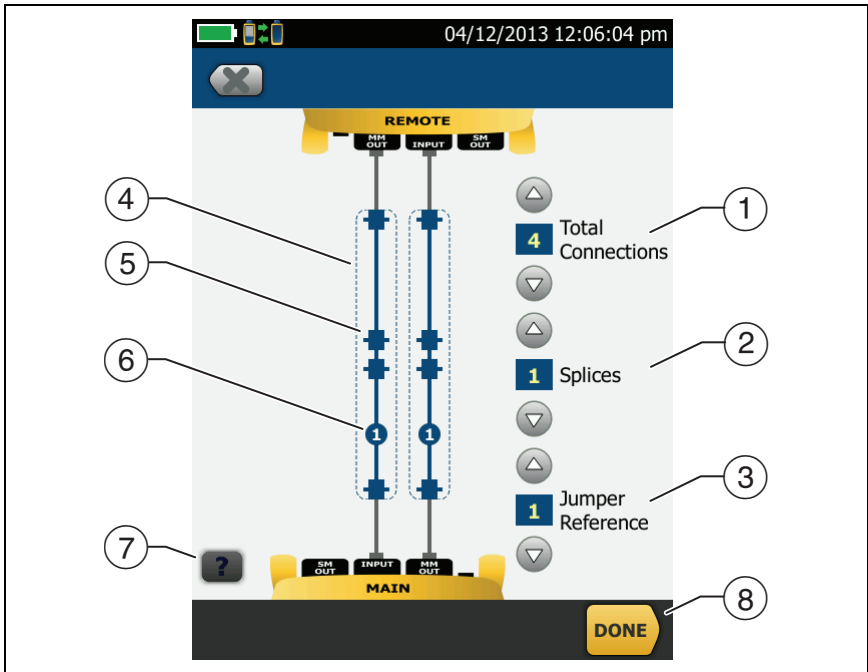 04/12/2013 12:06:04 pm
REMOTE
MM OUT
INPUT
SM OUT
4
1
4
Total
Connections
5
2
6
1
1
1
Splices
3
1
Jumper
Reference
7
?
SM OUT
INPUT
MM OUT
MAIN
8
DONE